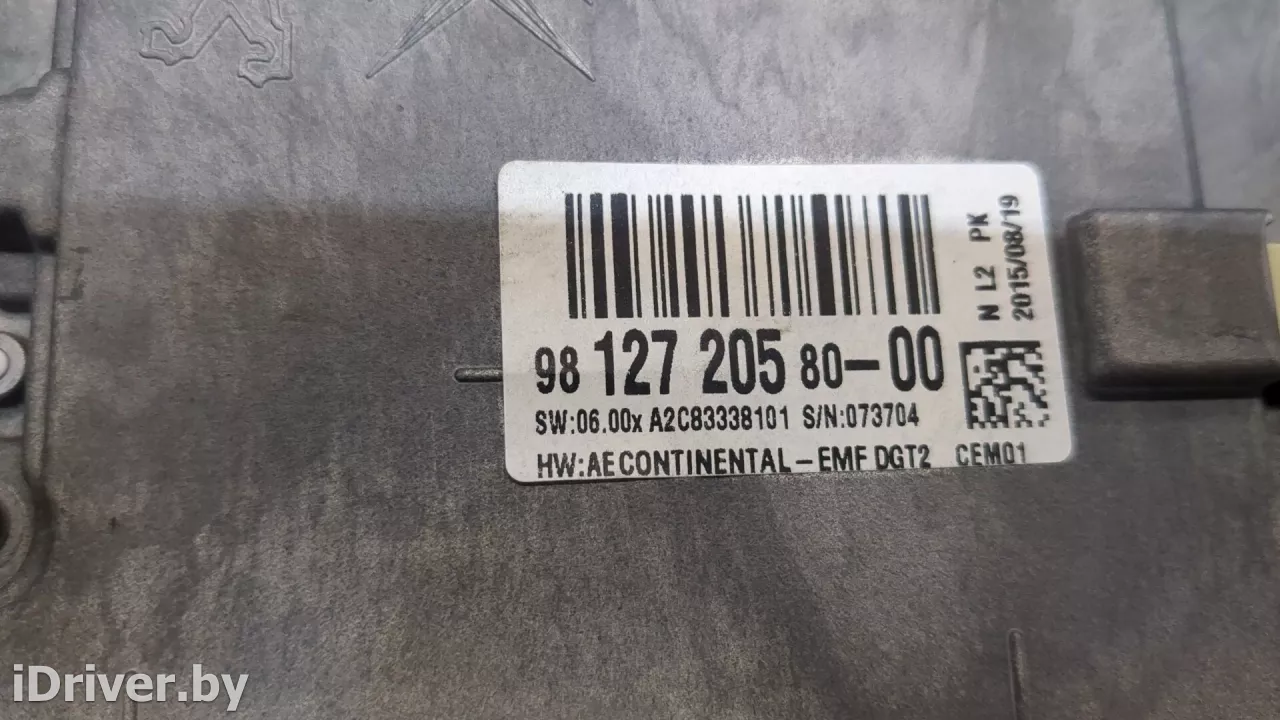 N L2 PK
2015/08/19
98 127 205 80-00
SW:06.00x A2C83338101 S/N:073704
HW:AE CONTINENTAL-EMF DGT2 CEM01
iDriver.by